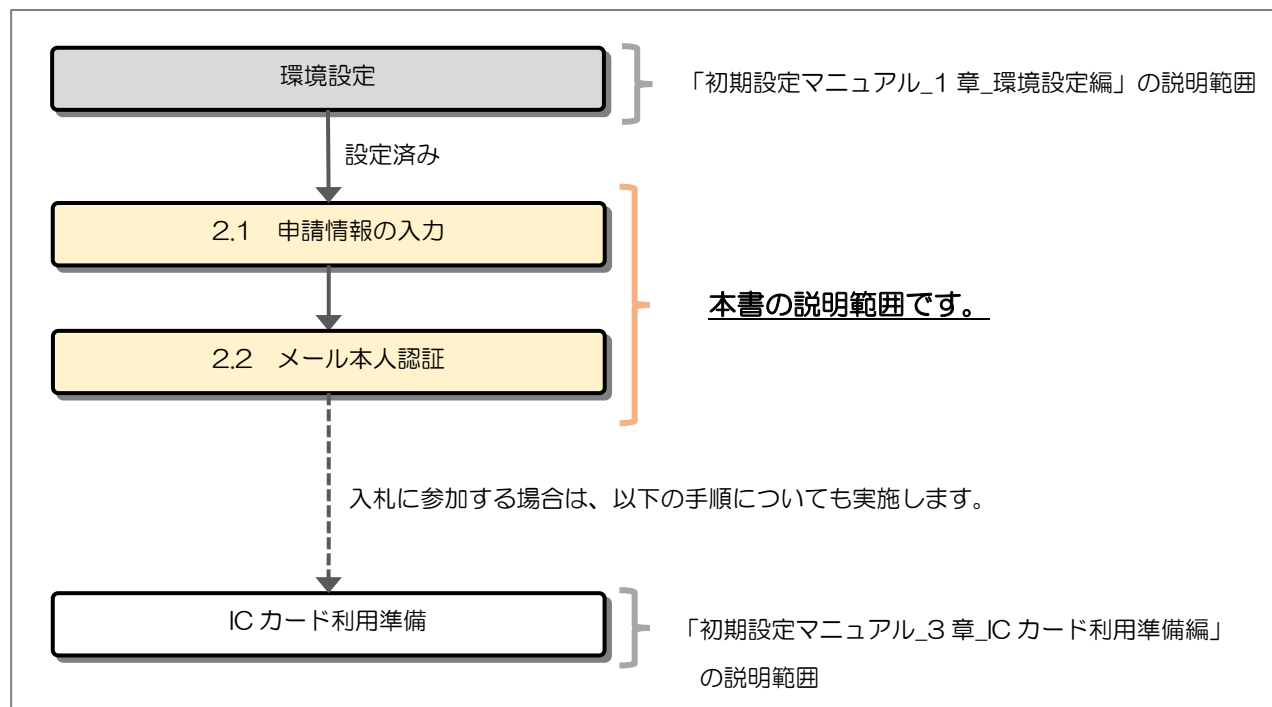 環境設定
「初期設定マニュアル_1 章_環境設定編」の説明範囲
設定済み
2.1 申請情報の入力
本書の説明範囲です。
2.2 メール本人認証
入札に参加する場合は、以下の手順についても実施します。
IC カード利用準備
「初期設定マニュアル_3 章_IC カード利用準備編」
の説明範囲